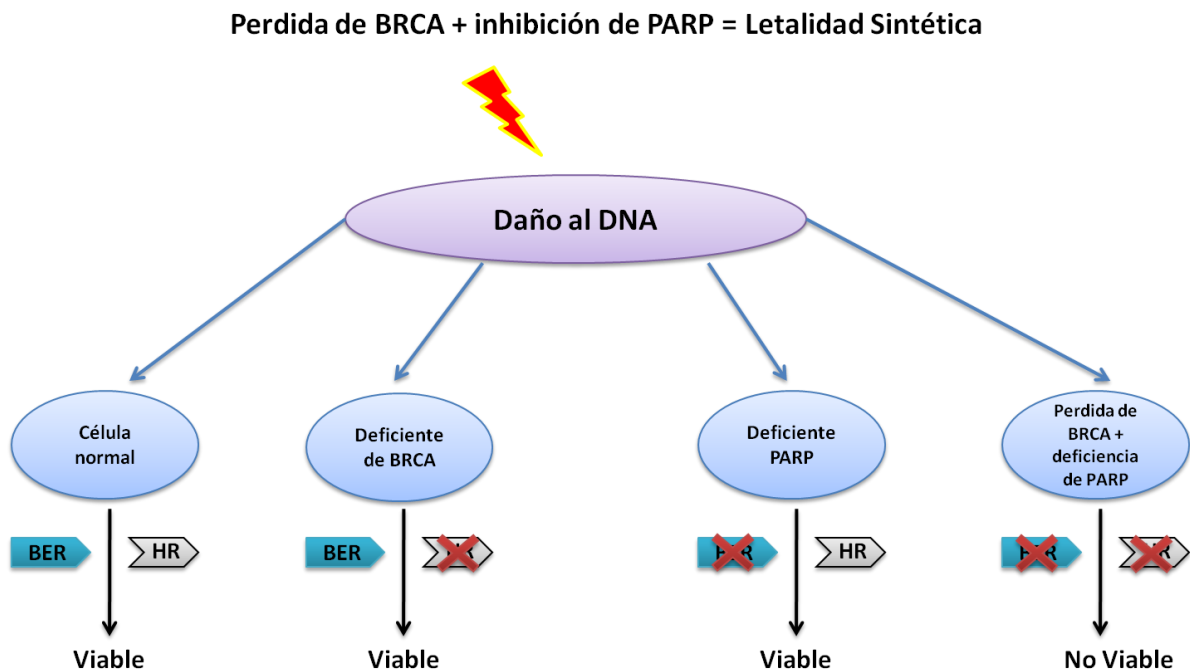 Perdida de BRCA + inhibición de PARP = Letalidad Sintética
Daño al DNA
Célula
normal
Deficiente
de BRCA
Deficiente
PARP
Perdida de
BRCA +
deficiencia
de PARP
BER
HR
BER
HR
HR
Viable
Viable
Viable
No Viable